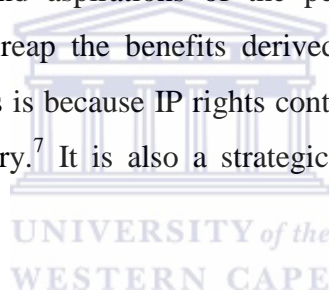 and aspirations of the pe
reap the benefits derived
s is because IP rights cont
ry.7 It is also a strategic
UNIVERSITY of the
WESTERN CAPE